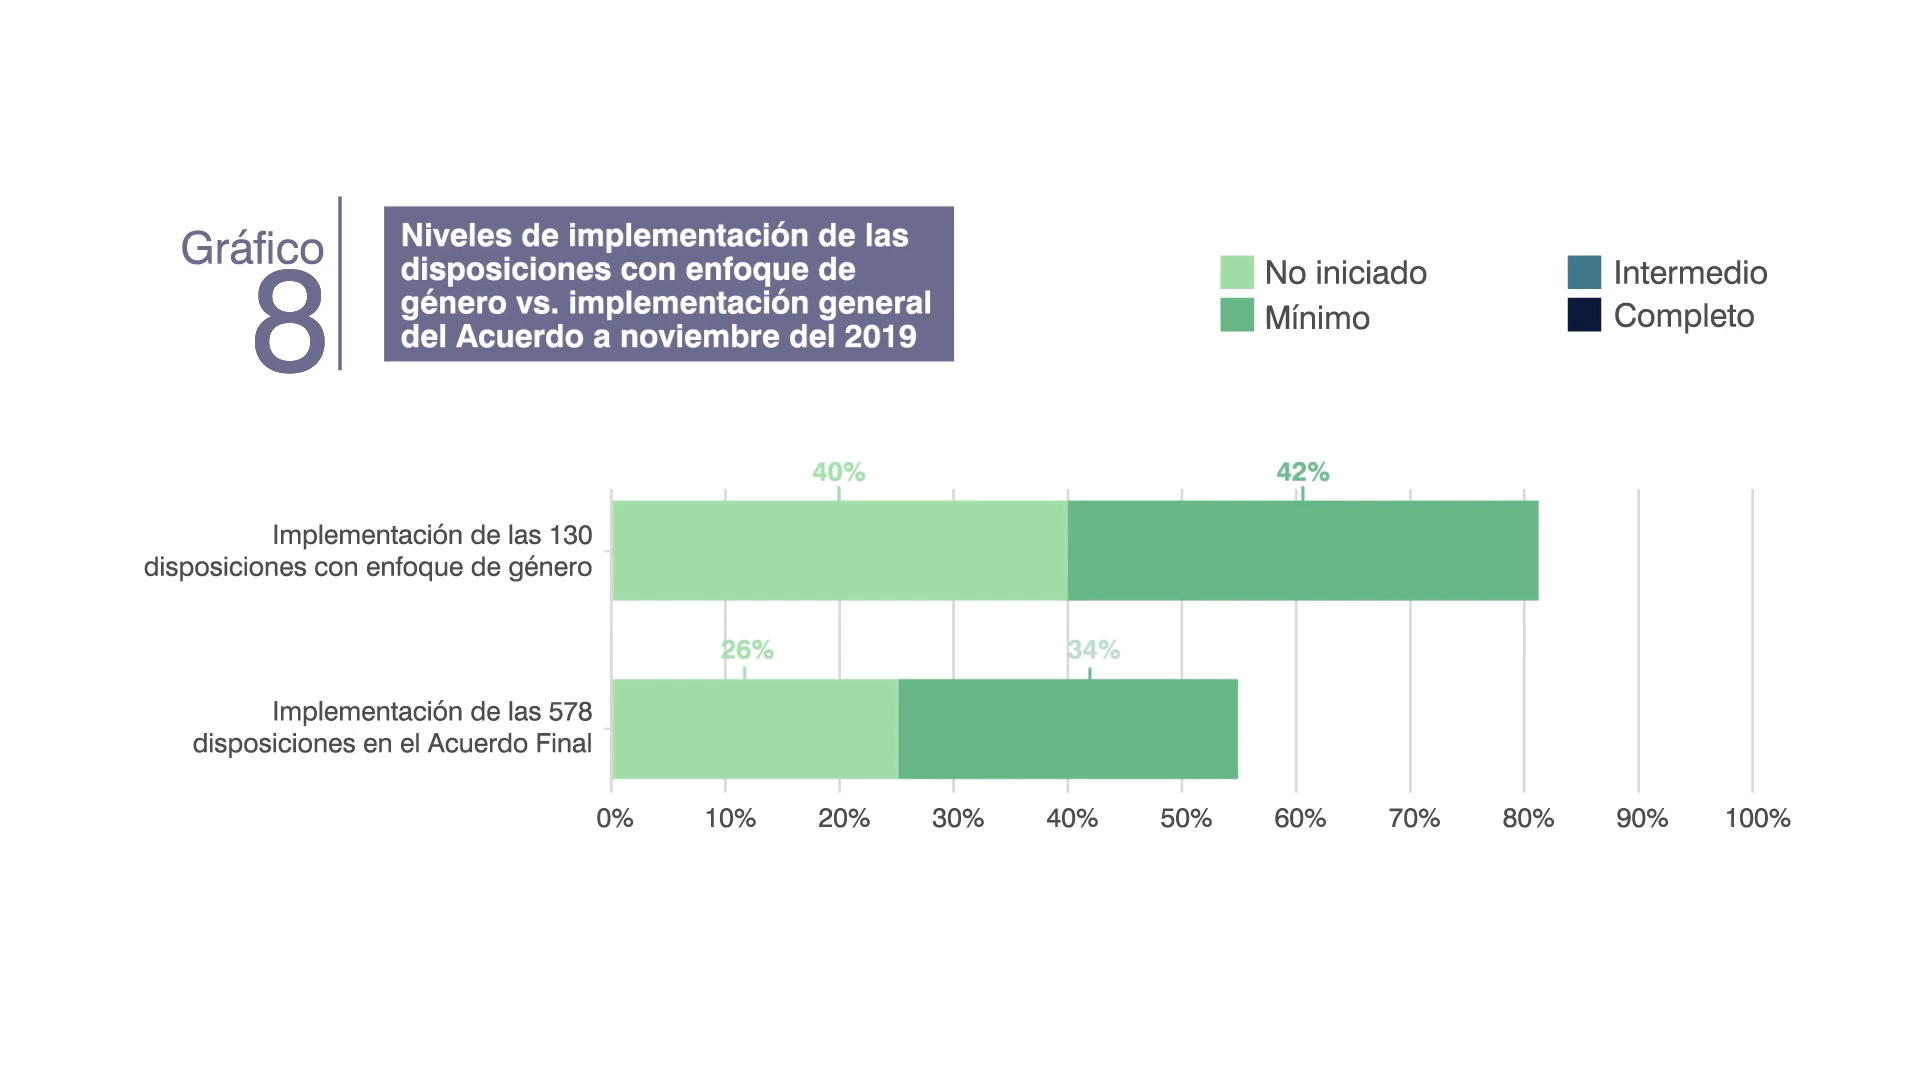 Gráfico
8
Niveles de implementación de las
disposiciones con enfoque de
género vs. implementación general
del Acuerdo a noviembre del 2019
No iniciado
Mínimo
Intermedio
Completo
40%
42%
Implementación de las 130
disposiciones con enfoque de género
26%
34%
Implementación de las 578
disposiciones en el Acuerdo Final
0% 10% 20% 30% 40% 50% 60% 70% 80% 90% 100%